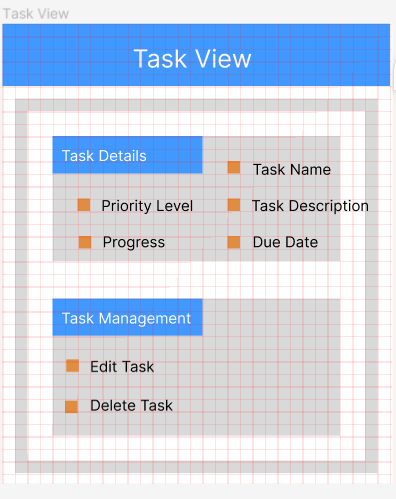 Task View
Task View
Task Details
Task Name
Priority Level
Task Description
Progress
Due Date
Task Management
Edit Task
Delete Task